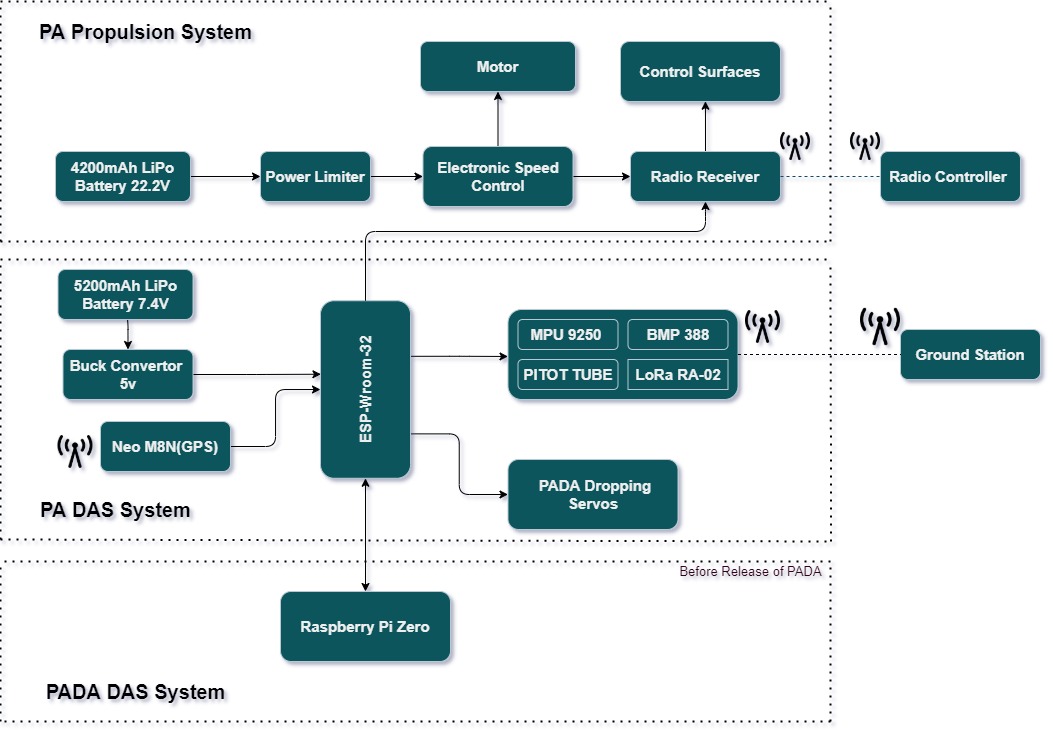 PA Propulsion System
Motor
Control Surfaces
4200mAh LiPo
Battery 22.2V
Power Limiter
Electronic Speed
Control
Radio Receiver
Radio Controller
5200mAh LiPo
Battery 7.4V
Buck Convertor
5v
Neo M8N(GPS)
ESP-Wroom-32
MPU 9250
BMP 388
PITOT TUBE
LoRa RA-02
Ground Station
PADA Dropping
Servos
PA DAS System
Before Release of PADA
Raspberry Pi Zero
PADA DAS System